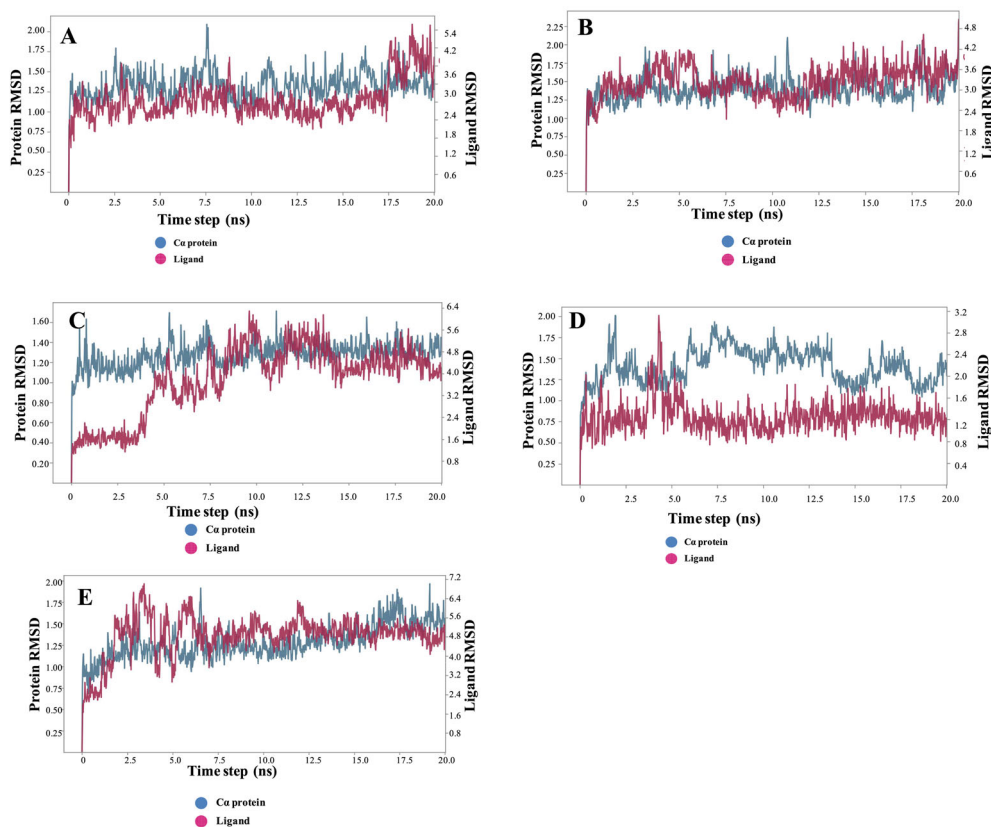 A
Protein RMSD
2.00
1.75
1.50
1.25
1.00
0.75
0.50
0.25
5.4
4.8
4.2
3.6
3.0
2.4
1.8
1.2
0.6
Ligand RMSD
0 2.5 5.0 7.5 10.0 12.5 15.0 17.5 20.0
Time step (ns)
Cα protein
Ligand
B
Protein RMSD
2.25
2.00
1.75
1.50
1.25
1.00
0.75
0.50
0.25
4.8
4.2
3.6
3.0
2.4
1.8
1.2
Ligand RMSD
0 2.5 5.0 7.5 10.0 12.5 15.0 17.5 20.0
Time step (ns)
Cα protein
Ligand
C
Protein RMSD
1.60
1.40
1.20
1.00
0.80
0.60
0.40
0.20
6.4
5.6
4.8
4.0
3.2
2.4
1.6
0.8
Ligand RMSD
0 2.5 5.0 7.5 10.0 12.5 15.0 17.5 20.0
Time step (ns)
Cα protein
Ligand
D
Protein RMSD
2.00
1.75
1.50
1.25
1.00
0.75
0.50
0.25
3.2
2.8
2.4
2.0
1.6
1.2
0.8
0.4
Ligand RMSD
0 2.5 5.0 7.5 10.0 12.5 15.0 17.5 20.0
Time step (ns)
Cα protein
Ligand
E
Protein RMSD
2.00
1.75
1.50
1.25
1.00
0.75
0.50
0.25
7.2
6.4
5.6
4.8
4.0
3.2
2.4
1.6
0.8
Ligand RMSD
0 2.5 5.0 7.5 10.0 12.5 15.0 17.5 20.0
Time step (ns)
Cα protein
Ligand